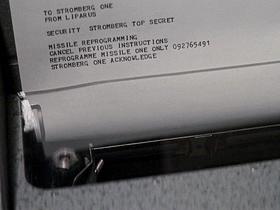 TO STROMBERG ONE
FROM LIPARUS
SECURITY STROMBERG TOP SECRET
MISSILE REPROGRAMMING
CANCEL PREVIOUS INSTRUCTIONS
REPROGRAMME MISSILE ONE ONLY 092765491
STROMBERG ONE ACKNOWLEDGE